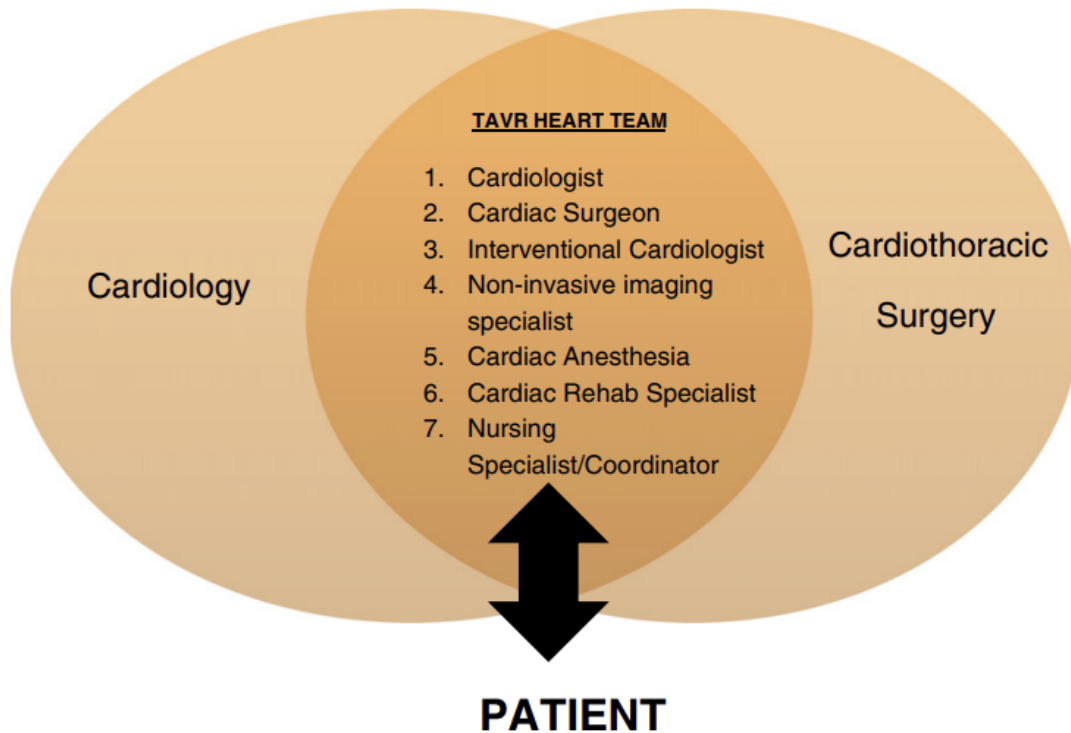 TAVR HEART TEAM
1. Cardiologist
2. Cardiac Surgeon
3. Interventional Cardiologist
4. Non-invasive imaging
specialist
5. Cardiac Anesthesia
6. Cardiac Rehab Specialist
7. Nursing
Specialist/Coordinator
Cardiology
Cardiothoracic
Surgery
PATIENT